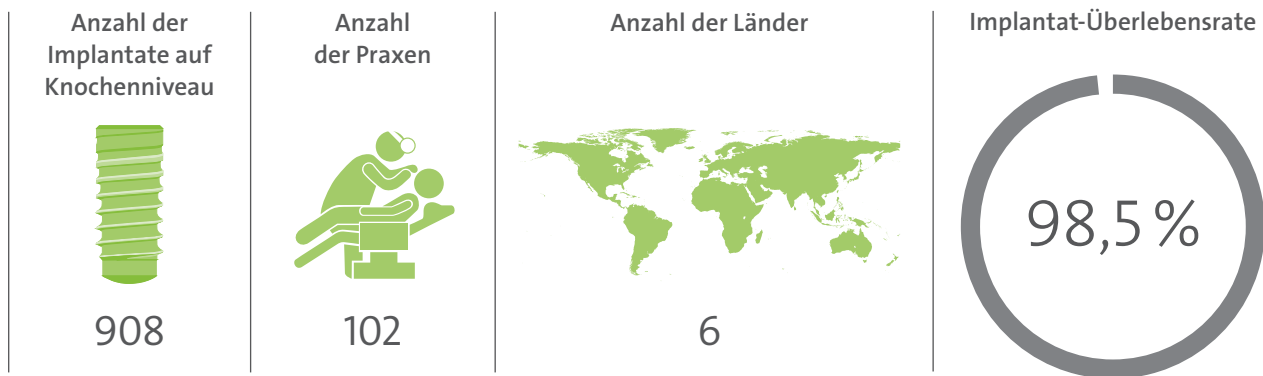 Anzahl der
Implantate auf
Knochenniveau
908
Anzahl
der Praxen
102
Anzahl der Länder
6
Implantat-Überlebensrate
98,5 %